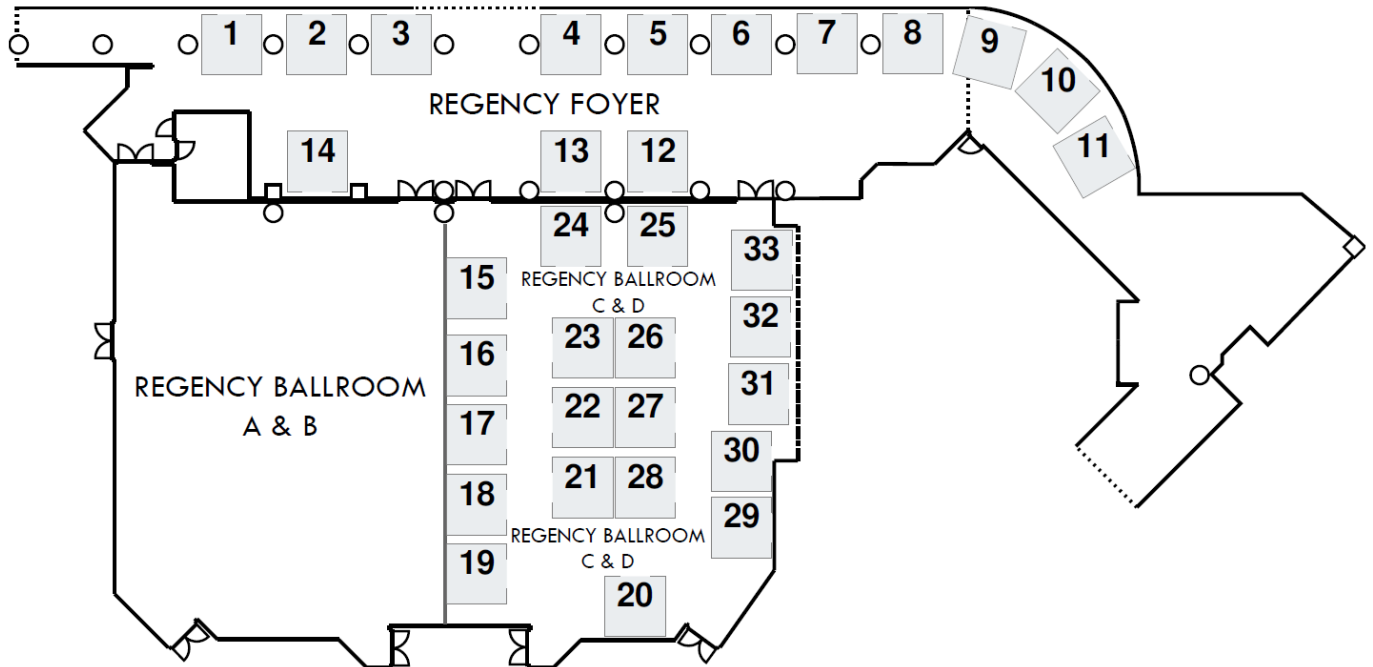 1 2 3 4 5 6 7 8 9
10
REGENCY FOYER
11
14 13 12
24 25
33
15
REGENCY BALLROOM
C & D
32
23 26
16
31
REGENCY BALLROOM
A & B
22 27
17
30
21 28
18
29
REGENCY BALLROOM
C & D
19
20